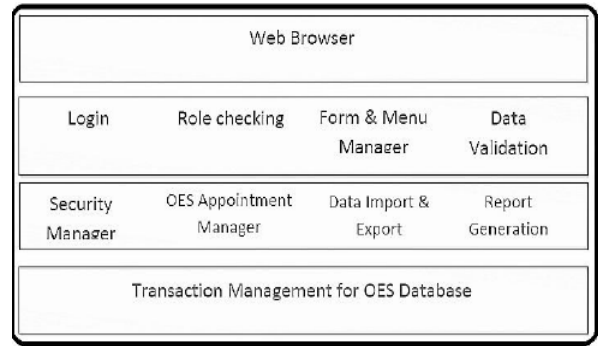 Web Browser
Login Role checking Form & Menu Data
Manager Validation
Security OES Appointment Data Import & Report
Manager Manager Export Generation
Transaction Management for OES Database